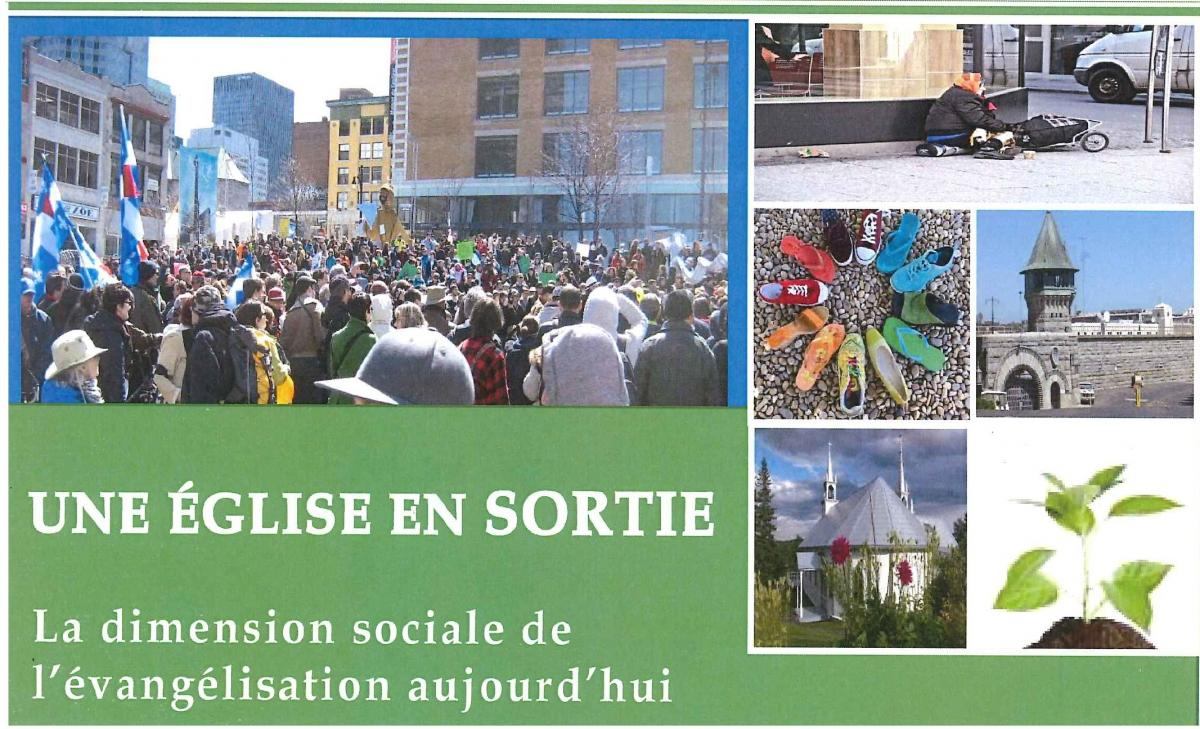 UNE ÉGLISE EN SORTIE
La dimension sociale de
l'évangélisation aujourd'hui